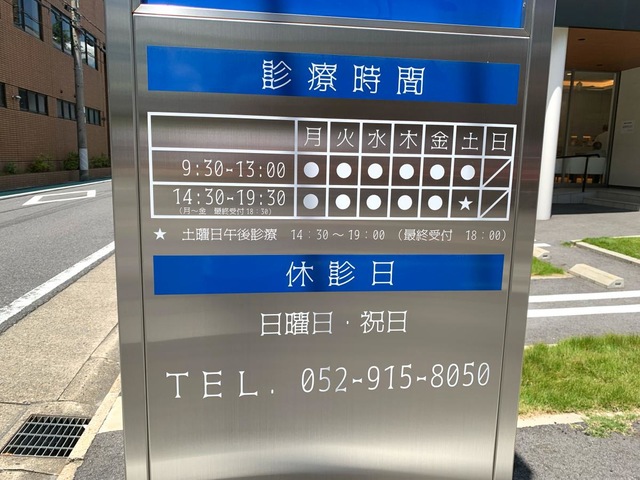 診療時間
月 火 水 木 金 土 日
9:30-13:00 ● ● ● ● ● ● ／
14:30-19:30 ● ● ● ● ● ★ ／
(月〜金 最終受付18:30)
★ 土曜日午後診療 14:30〜19:00 (最終受付 18:00)
休診日
日曜日・祝日
TEL. 052-915-8050